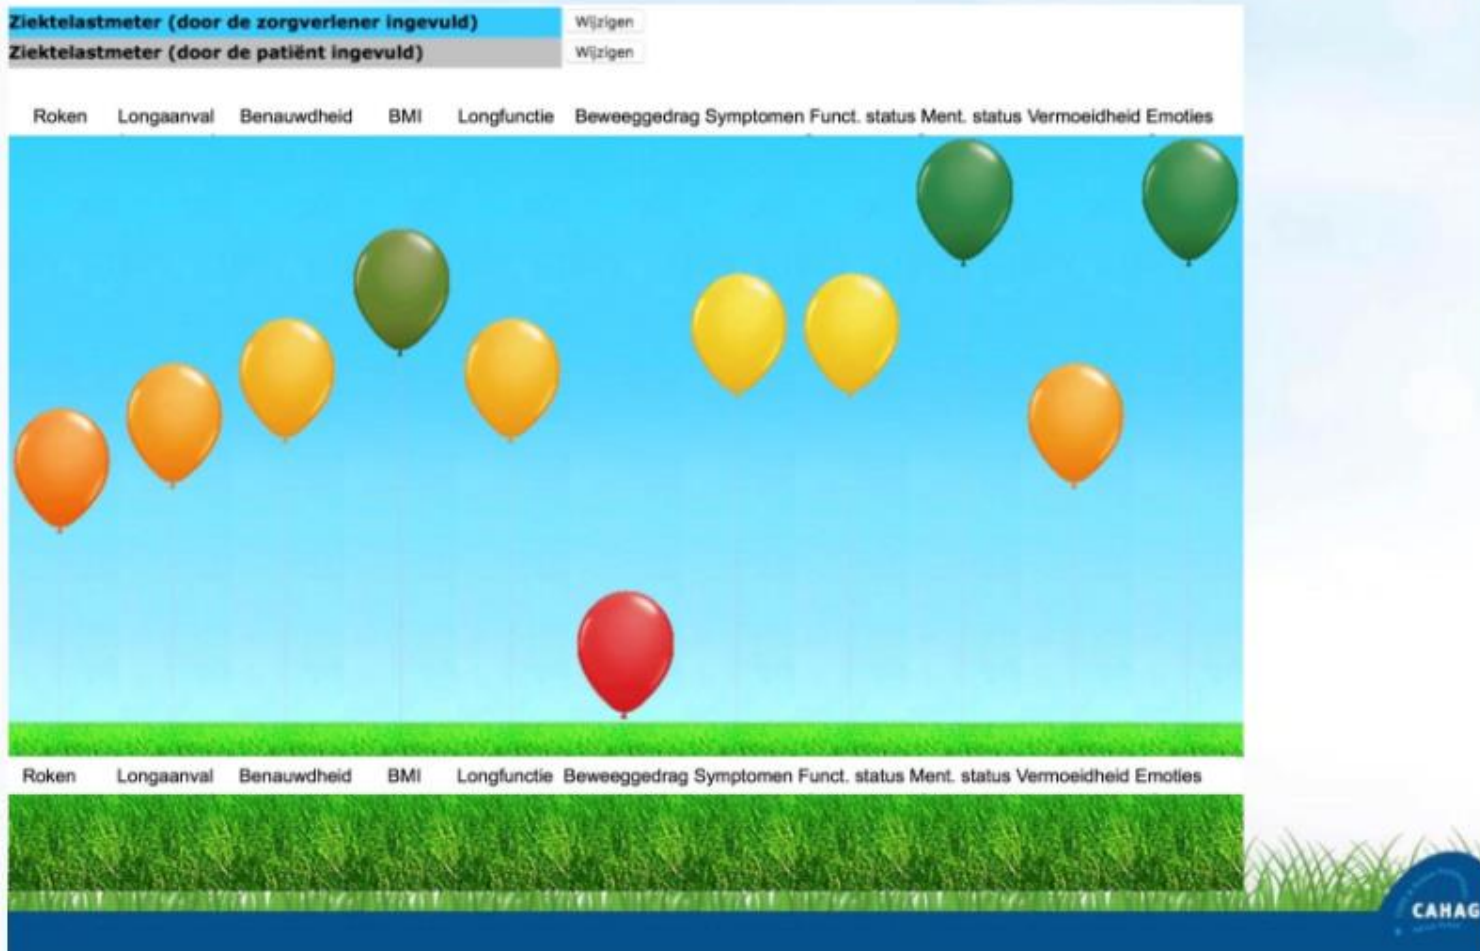 Ziektelastmeter (door de zorgverlener ingevuld) Wijzigen
Ziektelastmeter (door de patiënt ingevuld) Wijzigen
Roken Longaanval Benauwdheid BMI Longfunctie Beweeggedrag Symptomen Funct. status Ment. status Vermoeidheid Emoties
Roken Longaanval Benauwdheid BMI Longfunctie Beweeggedrag Symptomen Funct. status Ment. status Vermoeidheid Emoties
CAHAG